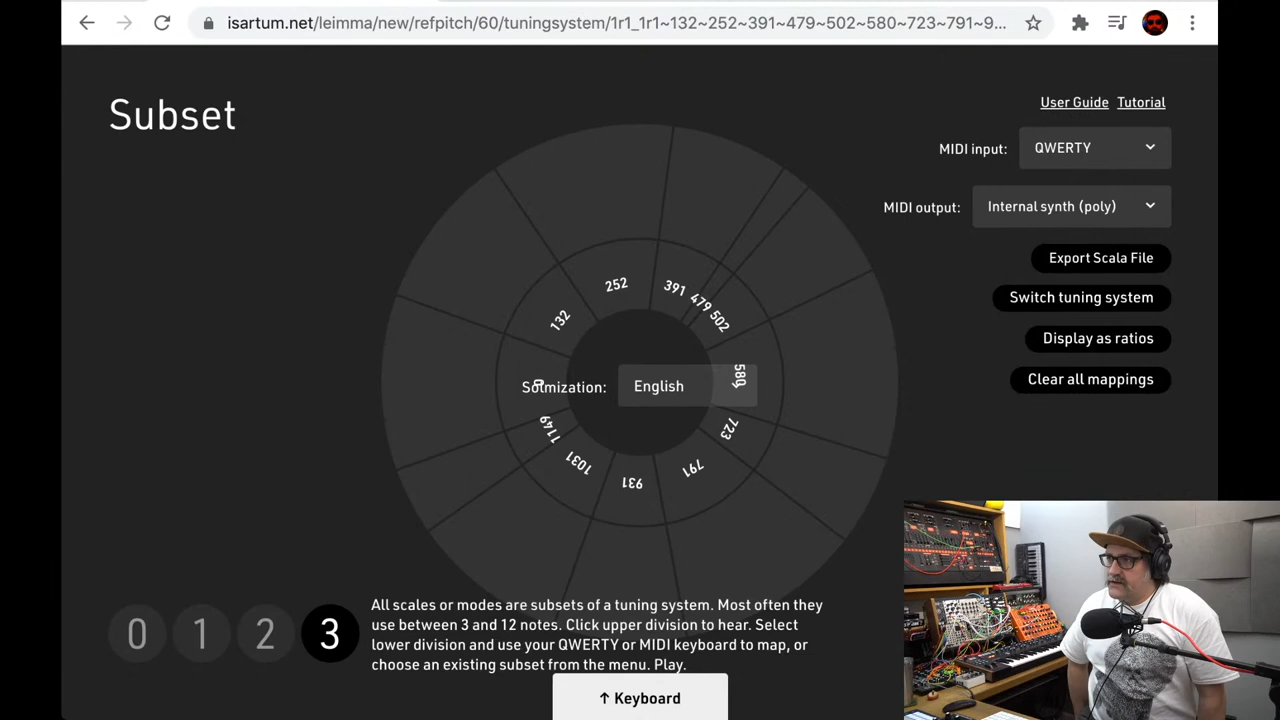 isartum.net/leimma/new/refpitch/60/tuningsystem/1r1_1r1~132~252~391~479~502~580~723~791~9...
Subset
User Guide Tutorial
MIDI input: QWERTY
MIDI output: Internal synth (poly)
Export Scala File
Switch tuning system
Display as ratios
Clear all mappings
0
132
252
391
479
502
580
723
791
931
1031
1149
Solmization: English
0 1 2 3
All scales or modes are subsets of a tuning system. Most often they
use between 3 and 12 notes. Click upper division to hear. Select
lower division and use your QWERTY or MIDI keyboard to map, or
choose an existing subset from the menu. Play.
↑ Keyboard